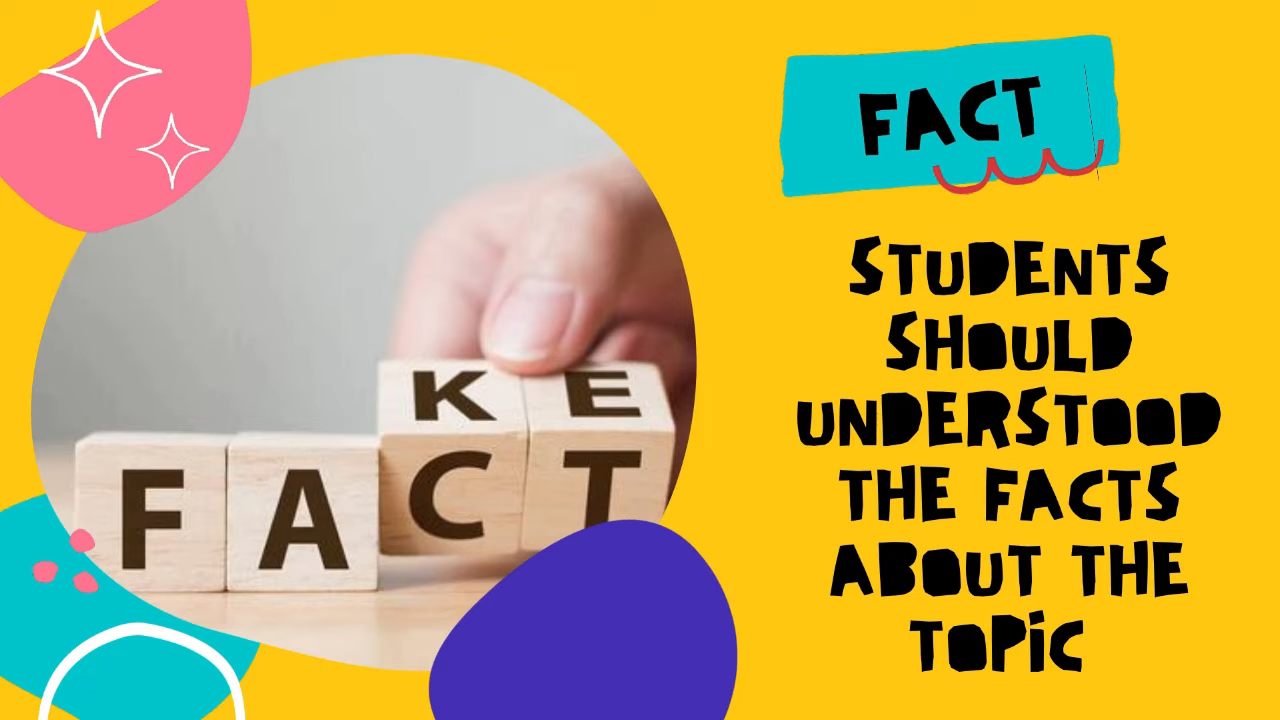 FACT
STUDENTS
SHOULD
UNDERSTOOD
THE FACTS
ABOUT THE
TOPIC
K E
F A C T